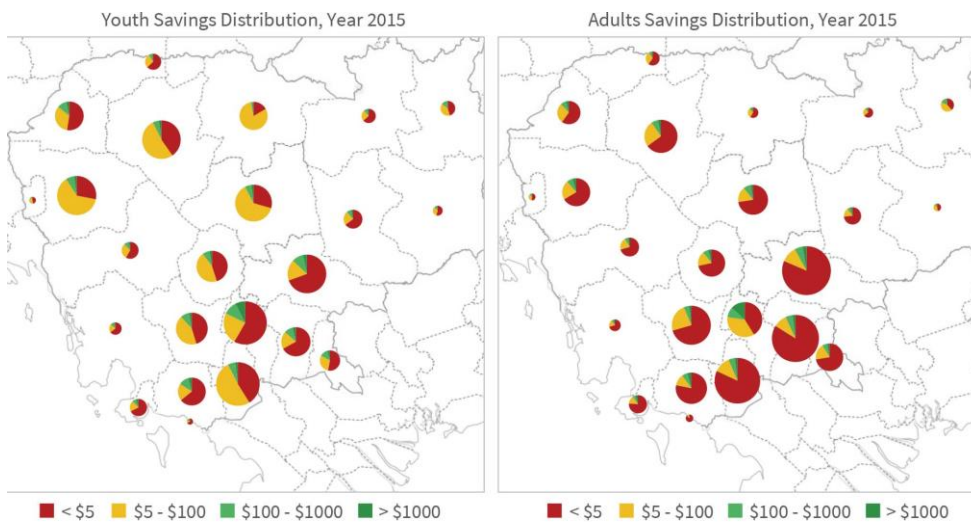 Youth Savings Distribution, Year 2015
Adults Savings Distribution, Year 2015
< $5 $5 - $100 $100 - $1000 > $1000
< $5 $5 - $100 $100 - $1000 > $1000